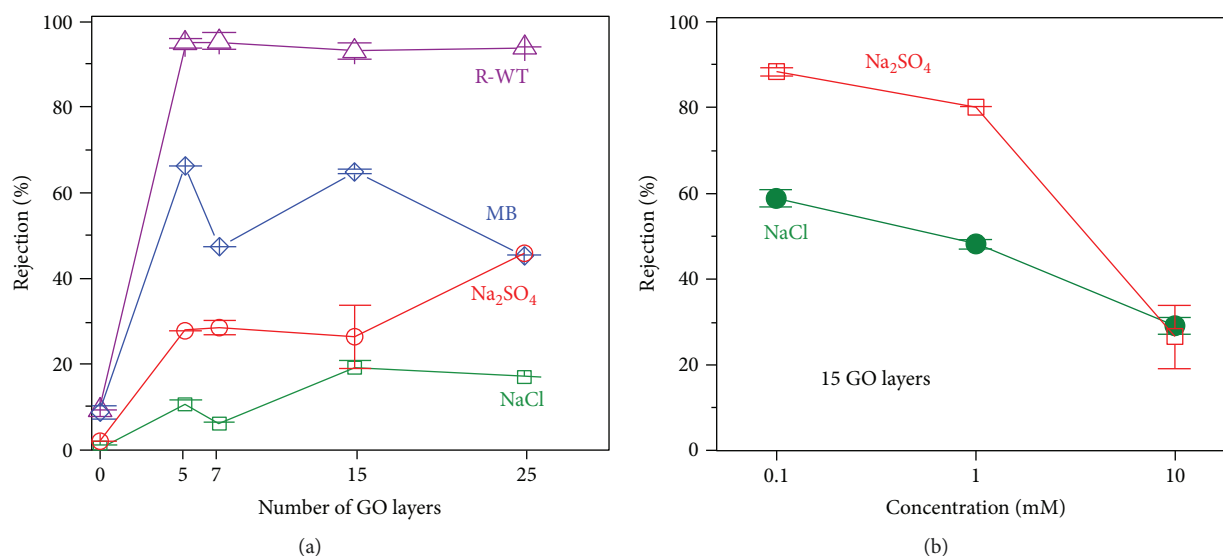 100
80
60
40
20
0
Rejection (%)
R-WT
MB
Na₂SO₄
NaCl
0 5 7 15 25
Number of GO layers
(a)
100
80
60
40
20
0
Rejection (%)
Na₂SO₄
NaCl
15 GO layers
0.1 1 10
Concentration (mM)
(b)